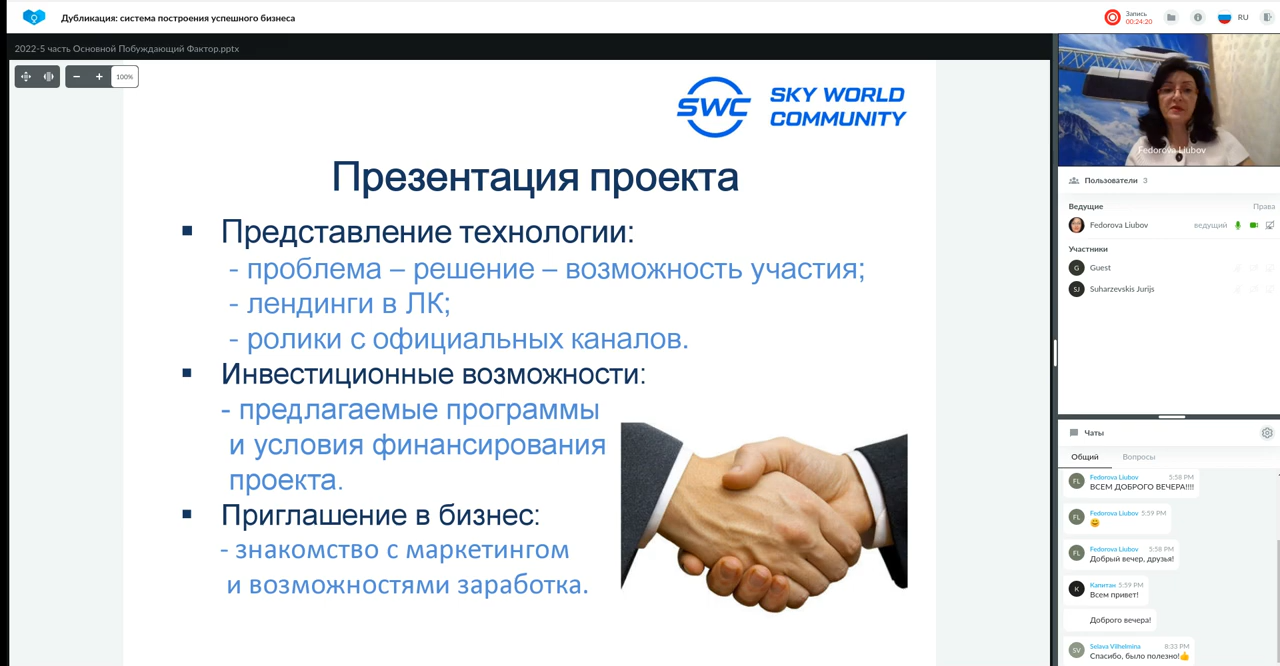 Дубликация: система построения успешного бизнеса
Запись
00:24:20
RU
2022-5 часть Основной Побуждающий Фактор.pptx
100%
SWC
SKY WORLD
COMMUNITY
Презентация проекта
▪ Представление технологии:
- проблема – решение – возможность участия;
- лендинги в ЛК;
- ролики с официальных каналов.
▪ Инвестиционные возможности:
- предлагаемые программы
и условия финансирования
проекта.
▪ Приглашение в бизнес:
- знакомство с маркетингом
и возможностями заработка.
Fedorova Liubov
Пользователи 3
Ведущие Права
Fedorova Liubov ведущий
Участники
G Guest
SJ Suharzevskis Jurijs
Чаты
Общий Вопросы
FL Fedorova Liubov 5:58 PM
ВСЕМ ДОБРОГО ВЕЧЕРА!!!!
FL Fedorova Liubov 5:59 PM
😊
FL Fedorova Liubov 5:58 PM
Добрый вечер, друзья!
К Капитан 5:59 PM
Всем привет!
Доброго вечера!
SV Selava Vilhelmina 8:33 PM
Спасибо, было полезно!👍